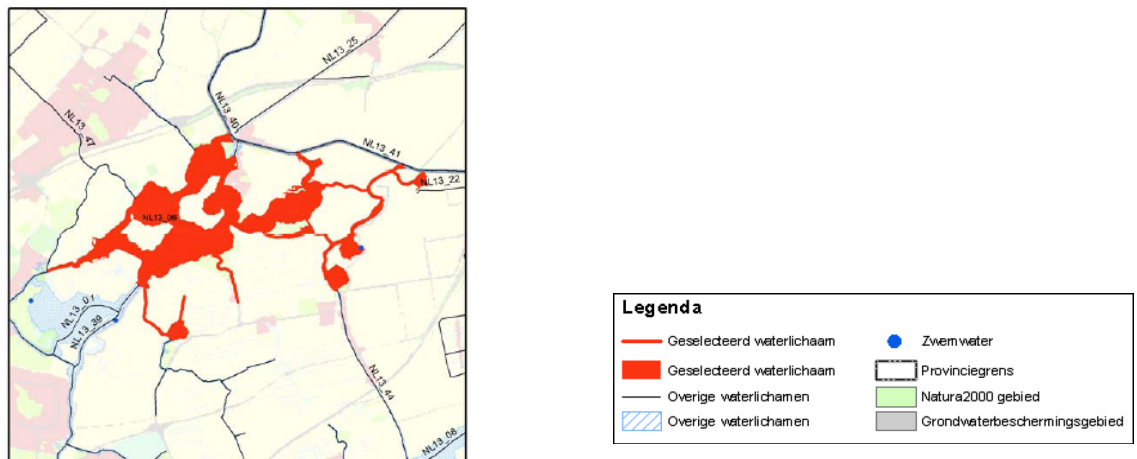 NL13_25
NL13_40
NL13_47
NL13_41
NL13_22
NL13_06
NL13_01
NL13_39
NL13_44
NL13_08
Legenda
Geselecteerd waterlichaam
Zwemwater
Geselecteerd waterlichaam
Provinciegrens
Overige waterlichamen
Natura2000 gebied
Overige waterlichamen
Grondwaterbeschermingsgebied